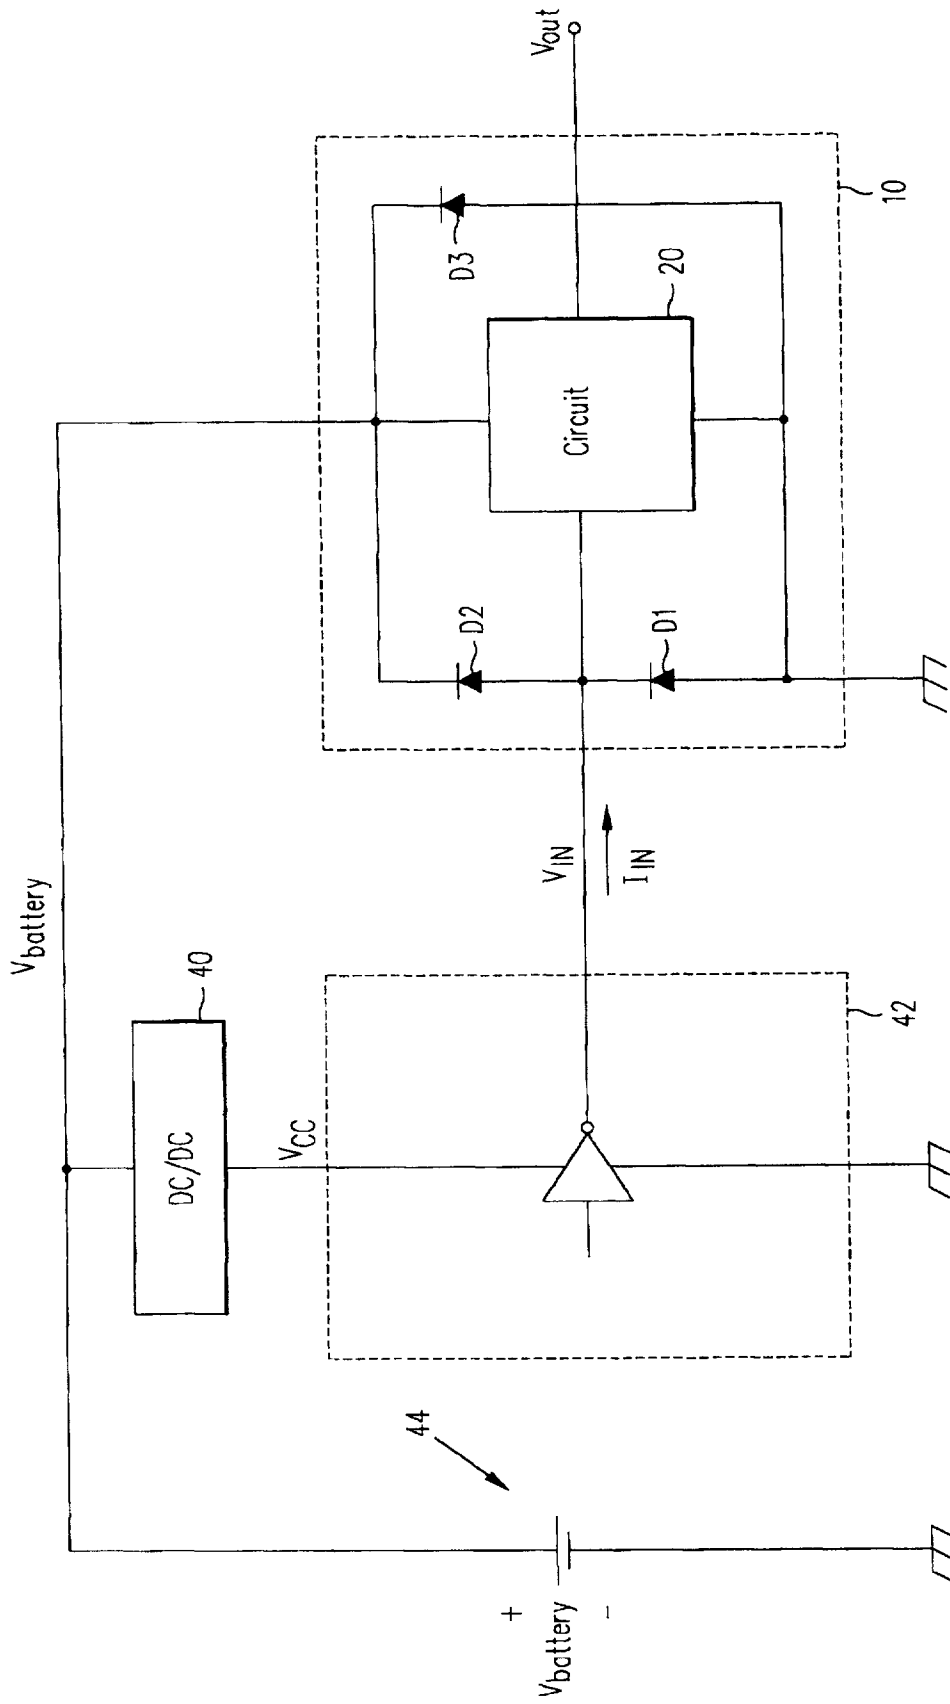 Vbattery
40
DC/DC
VCC
42
44
+
Vbattery
-
VIN
IIN
D2
D1
Circuit
20
D3
10
Vout